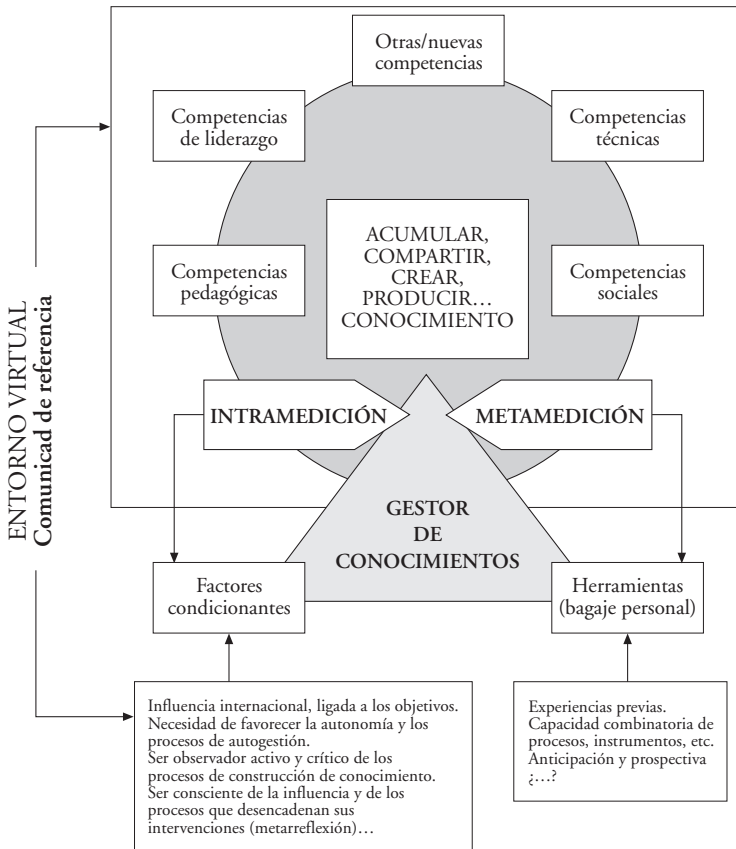 Otras/nuevas
competencias
Competencias
de liderazgo
Competencias
técnicas
ACUMULAR,
COMPARTIR,
CREAR,
PRODUCIR…
CONOCIMIENTO
Competencias
pedagógicas
Competencias
sociales
ENTORNO VIRTUAL
Comunicad de referencia
INTRAMEDICIÓN
METAMEDICIÓN
GESTOR
DE
CONOCIMIENTOS
Factores
condicionantes
Herramientas
(bagaje personal)
Influencia internacional, ligada a los objetivos.
Necesidad de favorecer la autonomía y los
procesos de autogestión.
Ser observador activo y crítico de los
procesos de construcción de conocimiento.
Ser consciente de la influencia y de los
procesos que desencadenan sus
intervenciones (metarreflexión)…
Experiencias previas.
Capacidad combinatoria de
procesos, instrumentos, etc.
Anticipación y prospectiva
¿…?